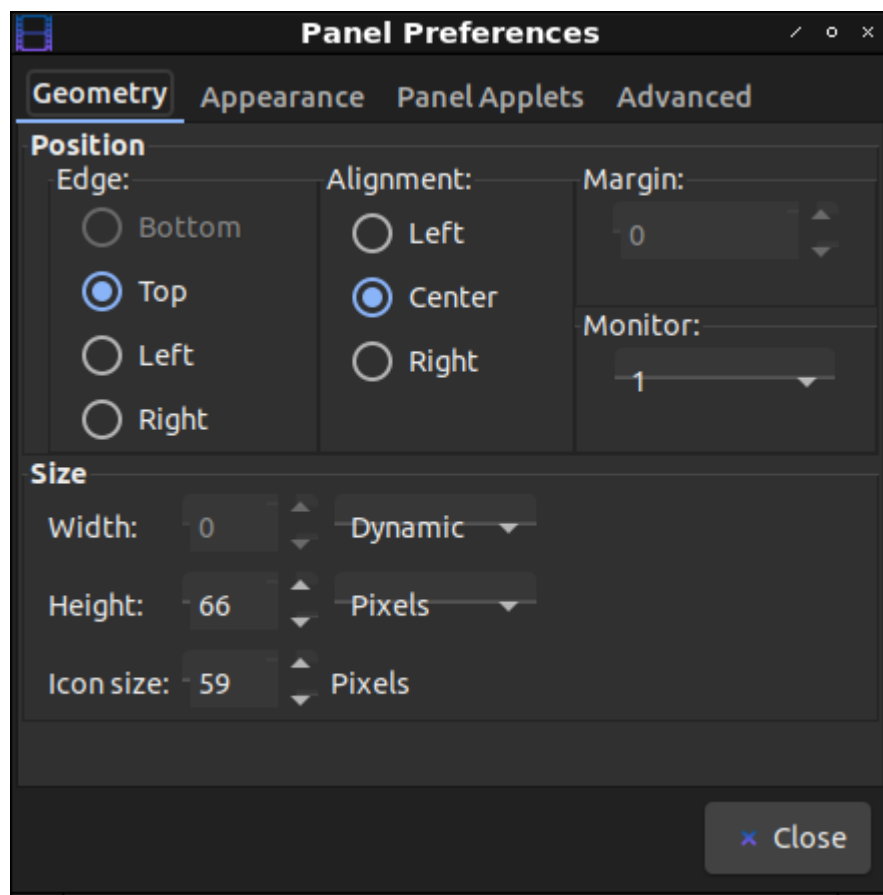 Panel Preferences
Geometry Appearance Panel Applets Advanced
Position
Edge: Alignment: Margin:
Bottom Left 0
Top Center
Monitor:
Left Right 1
Right
Size
Width: 0 Dynamic
Height: 66 Pixels
Icon size: 59 Pixels
Close